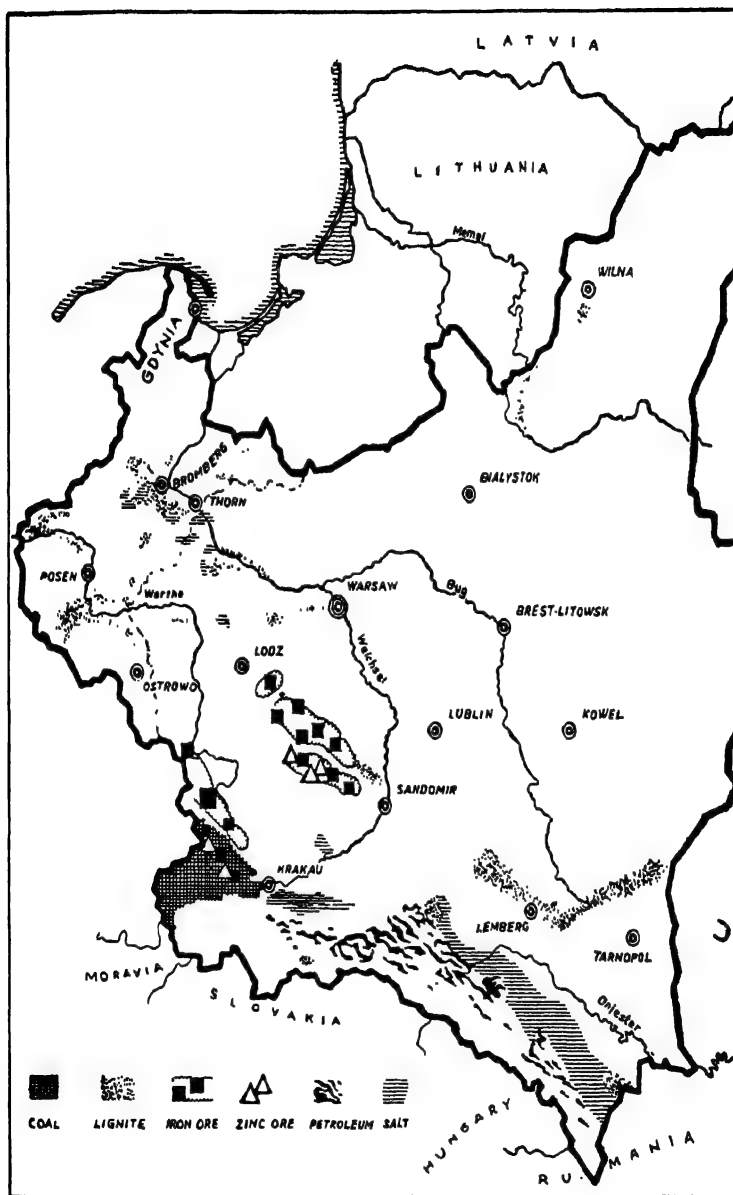 LATVIA
LITHUANIA
Memel
WILNA
GDYNIA
BROMBERG
THORN
BIALYSTOK
POSEN
Warthe
WARSAW
Bug
BREST-LITOWSK
LODZ
Weichsel
OSTROWO
LUBLIN
KOWEL
SANDOMIR
KRAKAU
LEMBERG
TARNOPOL
U
MORAVIA
SLOVAKIA
Dniester
HUNGARY
RUMANIA
COAL LIGNITE IRON ORE ZINC ORE PETROLEUM SALT